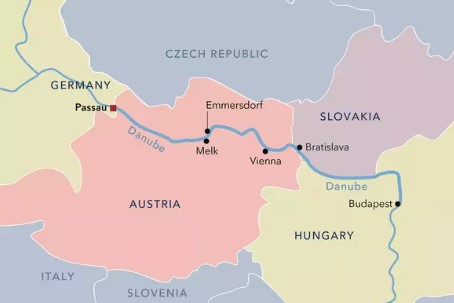 CZECH REPUBLIC
GERMANY
Passau
Emmersdorf
SLOVAKIA
Danube
Melk
Vienna
Bratislava
Danube
AUSTRIA
Budapest
HUNGARY
ITALY
SLOVENIA